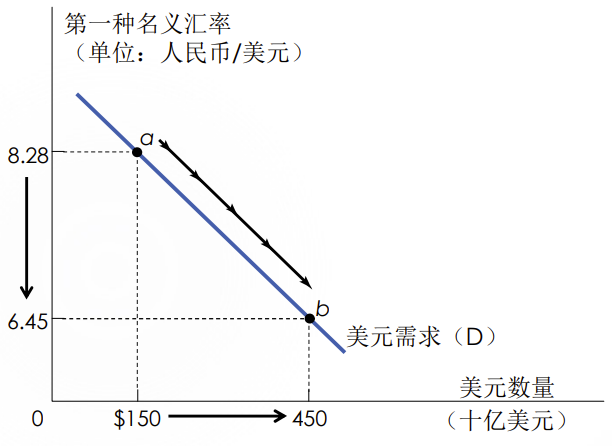 第一种名义汇率
（单位：人民币/美元）
a
8.28
b
6.45
美元需求（D）
美元数量
0
$150
450
（十亿美元）